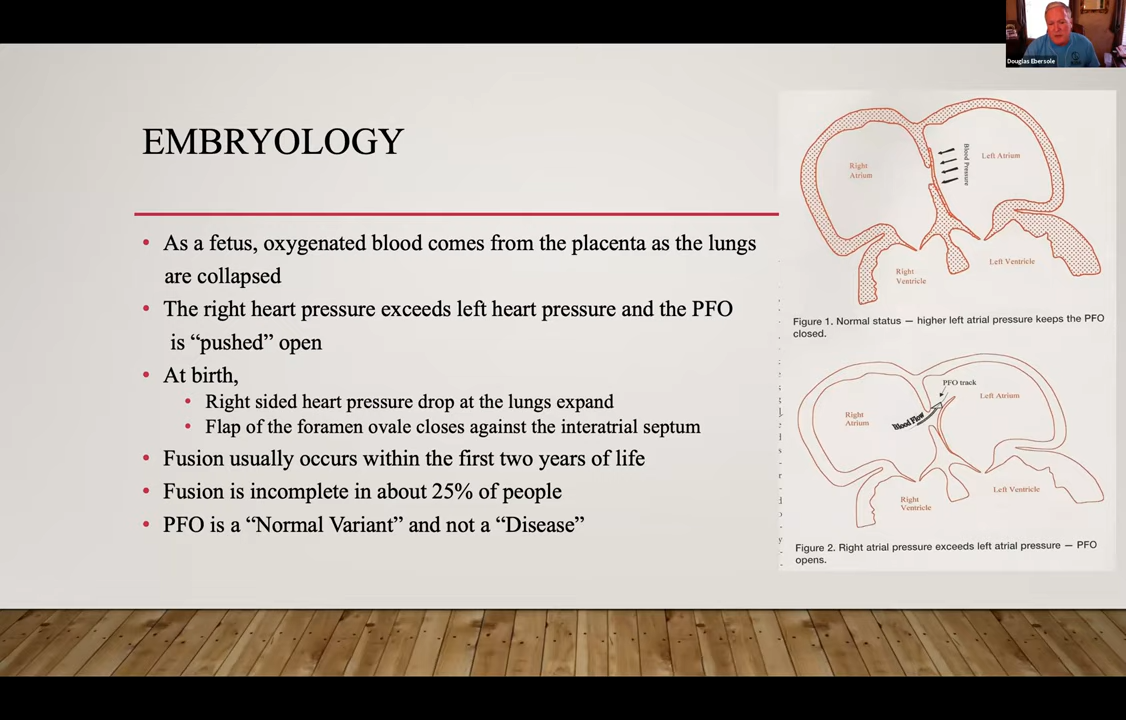 Douglas Ebersole
EMBRYOLOGY
• As a fetus, oxygenated blood comes from the placenta as the lungs
are collapsed
• The right heart pressure exceeds left heart pressure and the PFO
is “pushed” open
• At birth,
• Right sided heart pressure drop at the lungs expand
• Flap of the foramen ovale closes against the interatrial septum
• Fusion usually occurs within the first two years of life
• Fusion is incomplete in about 25% of people
• PFO is a “Normal Variant” and not a “Disease”
Right
Atrium
Blood Pressure
Left Atrium
Right
Ventricle
Left Ventricle
Figure 1. Normal status — higher left atrial pressure keeps the PFO
closed.
PFO track
Right
Atrium
Blood Flow
Left Atrium
Right
Ventricle
Left Ventricle
Figure 2. Right atrial pressure exceeds left atrial pressure — PFO
opens.